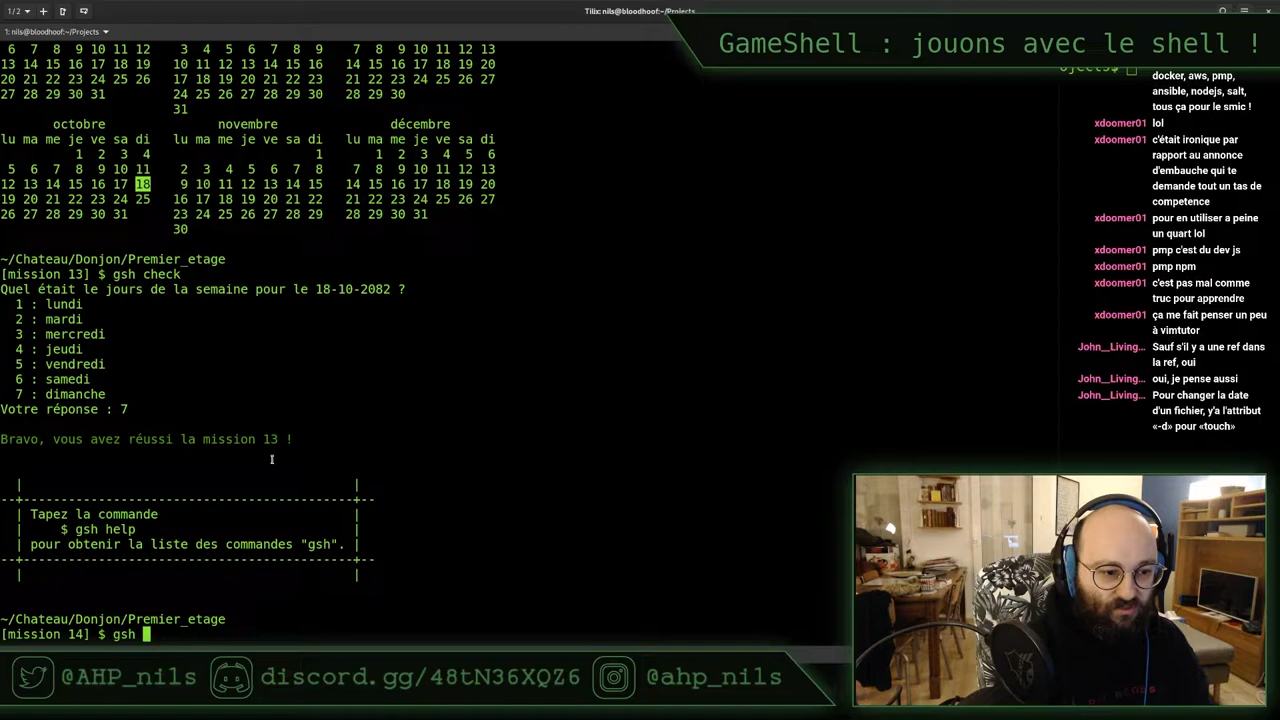 1 / 2
Tilix: nils@bloodhoof:~/Projects
1: nils@bloodhoof:~/Projects
GameShell : jouons avec le shell !
6 7 8 9 10 11 12 3 4 5 6 7 8 9 7 8 9 10 11 12 13
13 14 15 16 17 18 19 10 11 12 13 14 15 16 14 15 16 17 18 19 20
20 21 22 23 24 25 26 17 18 19 20 21 22 23 21 22 23 24 25 26 27
27 28 29 30 31 24 25 26 27 28 29 30 28 29 30
31
octobre novembre décembre
lu ma me je ve sa di lu ma me je ve sa di lu ma me je ve sa di
1 2 3 4 1 1 2 3 4 5 6
5 6 7 8 9 10 11 2 3 4 5 6 7 8 7 8 9 10 11 12 13
12 13 14 15 16 17 18 9 10 11 12 13 14 15 14 15 16 17 18 19 20
19 20 21 22 23 24 25 16 17 18 19 20 21 22 21 22 23 24 25 26 27
26 27 28 29 30 31 23 24 25 26 27 28 29 28 29 30 31
30
~/Chateau/Donjon/Premier_etage
[mission 13] $ gsh check
Quel était le jours de la semaine pour le 18-10-2082 ?
1 : lundi
2 : mardi
3 : mercredi
4 : jeudi
5 : vendredi
6 : samedi
7 : dimanche
Votre réponse : 7
Bravo, vous avez réussi la mission 13 !
Tapez la commande
$ gsh help
pour obtenir la liste des commandes "gsh".
~/Chateau/Donjon/Premier_etage
[mission 14] $ gsh
docker, aws, pmp,
ansible, nodejs, salt,
tous ça pour le smic !
xdoomer01 lol
xdoomer01 c'était ironique par
rapport au annonce
d'embauche qui te
demande tout un tas de
competence
xdoomer01 pour en utiliser a peine
un quart lol
xdoomer01 pmp c'est du dev js
xdoomer01 pmp npm
xdoomer01 c'est pas mal comme
truc pour apprendre
xdoomer01 ça me fait penser un peu
à vimtutor
John__Living... Sauf s'il y a une ref dans
la ref, oui
John__Living... oui, je pense aussi
John__Living... Pour changer la date
d'un fichier, y'a l'attribut
«-d» pour «touch»
@AHP_nils discord.gg/48tN36XQZ6 @ahp_nils